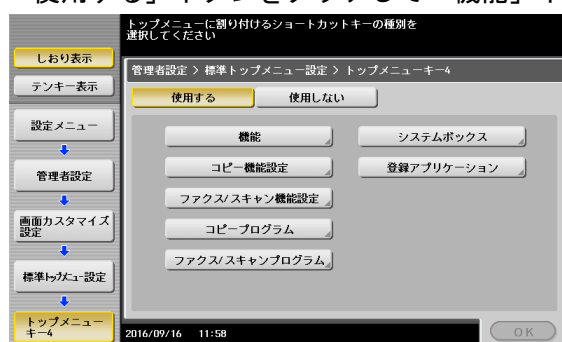 「使用する」ボタンをタップして「機能」ボ
トップメニューに割り付けるショートカットキーの種別を
選択してください
しおり表示
テンキー表示
設定メニュー
管理者設定
画面カスタマイズ
設定
標準トップメニュー設定
トップメニュー
キー4
管理者設定 > 標準トップメニュー設定 > トップメニューキー4
使用する
使用しない
機能
システムボックス
コピー機能設定
登録アプリケーション
ファクス/スキャン機能設定
コピープログラム
ファクス/スキャンプログラム
2016/09/16 11:58
OK